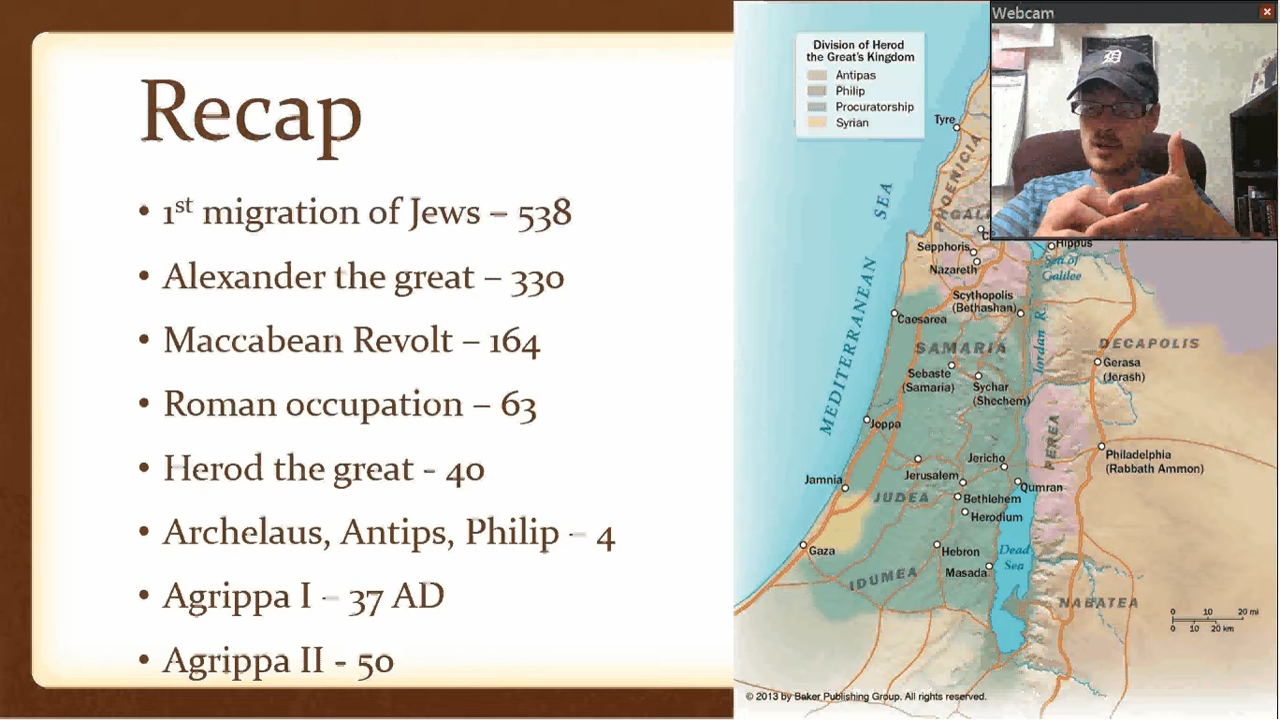 Recap
• 1st migration of Jews – 538
• Alexander the great – 330
• Maccabean Revolt – 164
• Roman occupation – 63
• Herod the great - 40
• Archelaus, Antips, Philip – 4
• Agrippa I – 37 AD
• Agrippa II - 50
Webcam
Division of Herod
the Great's Kingdom
Antipas
Philip
Procuratorship
Syrian
Tyre
PHOENICIA
MEDITERRANEAN SEA
Sepphoris
Nazareth
Hippus
Sea of
Galilee
Scythopolis
(Bethashan)
Caesarea
Jordan R.
SAMARIA
DECAPOLIS
Sebaste
(Samaria)
Sychar
(Shechem)
Gerasa
(Jerash)
Joppa
PEREA
Philadelphia
(Rabbath Ammon)
Jericho
Jerusalem
Jamnia
Qumran
JUDEA
Bethlehem
Herodium
Gaza
Hebron
Dead
Sea
Masada
IDUMEA
NABATEA
0 10 20 mi
0 10 20 km
© 2013 by Baker Publishing Group. All rights reserved.